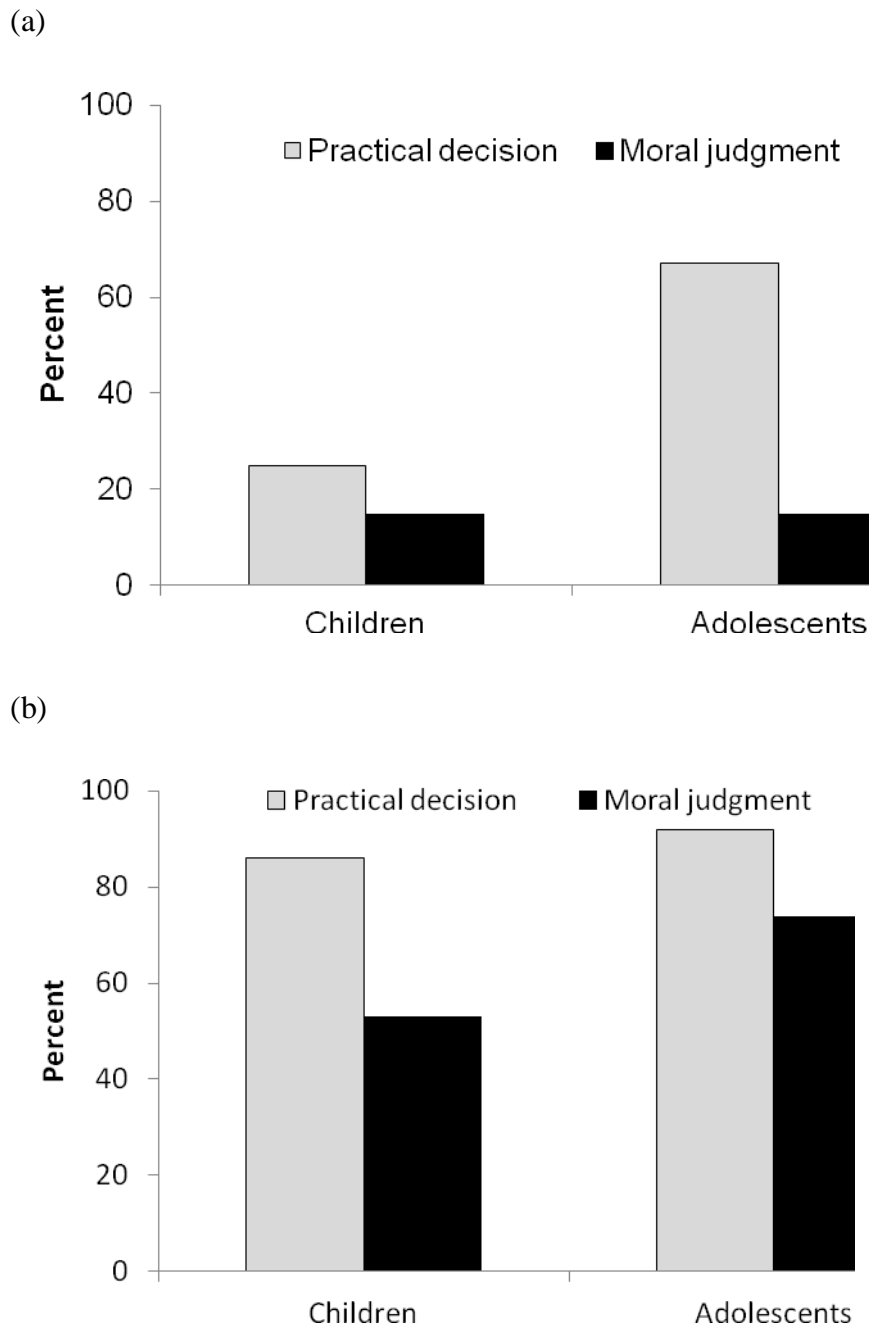 (a)
100
Practical decision Moral judgment
80
60
Percent
40
20
0
Children Adolescents
(b)
100
Practical decision Moral judgment
80
60
Percent
40
20
0
Children Adolescents